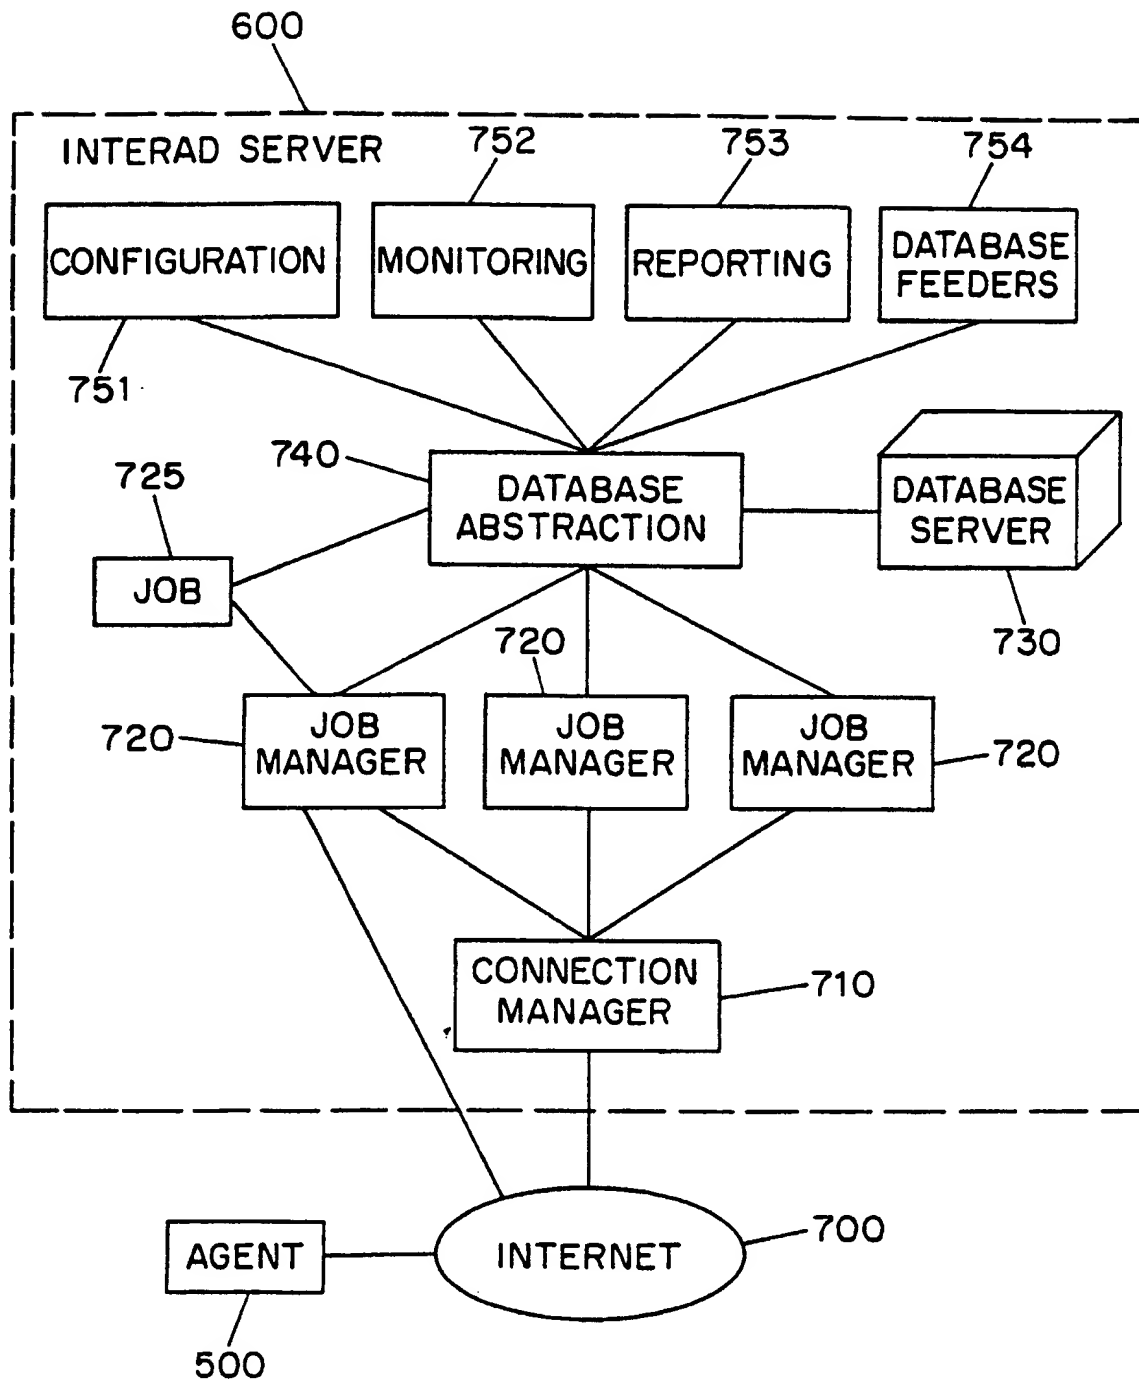 600
INTERAD SERVER
752
753
754
CONFIGURATION
MONITORING
REPORTING
DATABASE
FEEDERS
751
740
725
DATABASE
ABSTRACTION
DATABASE
SERVER
JOB
730
720
720
JOB
MANAGER
JOB
MANAGER
JOB
MANAGER
720
CONNECTION
MANAGER
710
AGENT
INTERNET
700
500